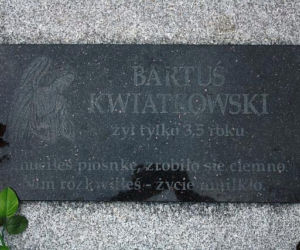 BARTUŚ
KWIATKOWSKI
żył tylko 3,5 roku
piosnkę, zrobiło się ciemno
rozkwitłeś - życie umilkło.